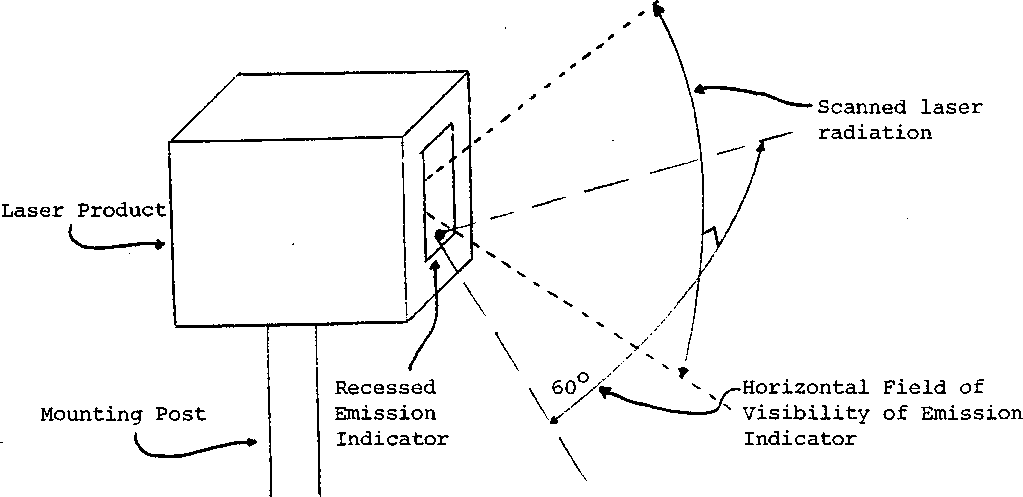 Scanned laser
radiation
Laser Product
Recessed
Emission
Indicator
60°
Horizontal Field of
Visibility of Emission
Indicator
Mounting Post